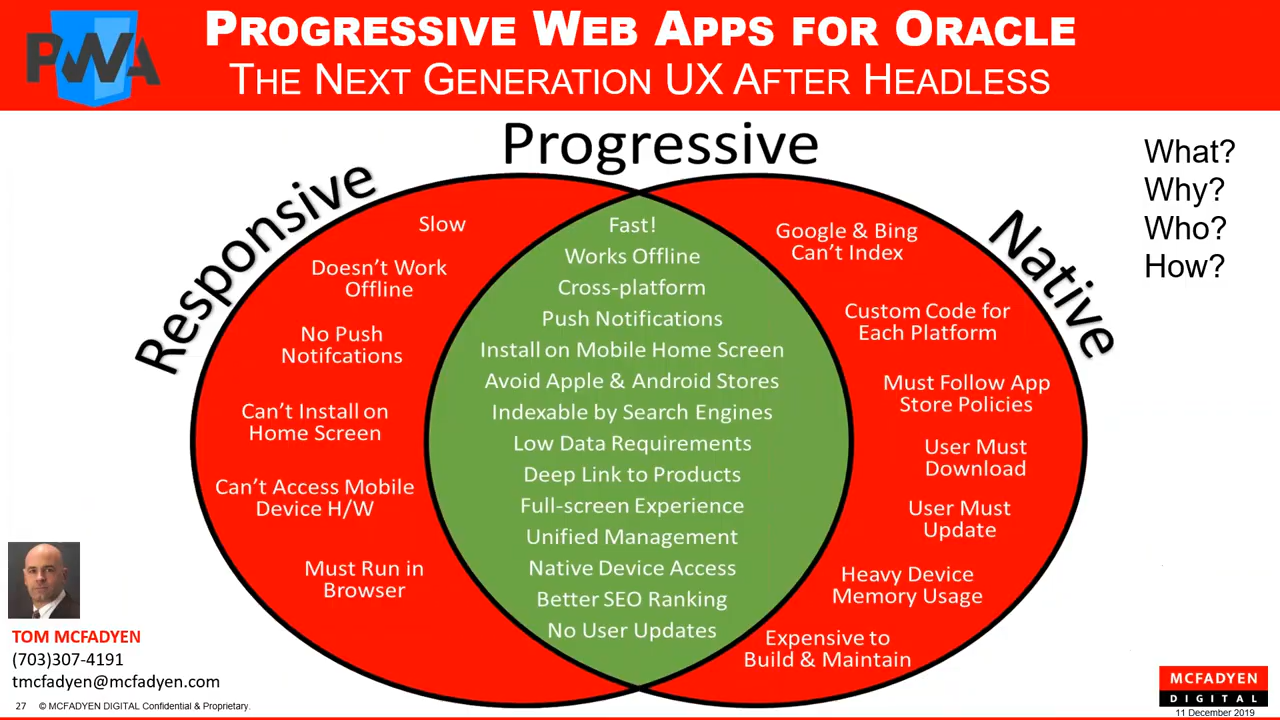 PWA
PROGRESSIVE WEB APPS FOR ORACLE
THE NEXT GENERATION UX AFTER HEADLESS
Progressive
Responsive
Native
What?
Why?
Who?
How?
Slow
Doesn't Work
Offline
No Push
Notifcations
Can't Install on
Home Screen
Can't Access Mobile
Device H/W
Must Run in
Browser
Fast!
Works Offline
Cross-platform
Push Notifications
Install on Mobile Home Screen
Avoid Apple & Android Stores
Indexable by Search Engines
Low Data Requirements
Deep Link to Products
Full-screen Experience
Unified Management
Native Device Access
Better SEO Ranking
No User Updates
Google & Bing
Can't Index
Custom Code for
Each Platform
Must Follow App
Store Policies
User Must
Download
User Must
Update
Heavy Device
Memory Usage
Expensive to
Build & Maintain
TOM MCFADYEN
(703)307-4191
tmcfadyen@mcfadyen.com
27 © MCFADYEN DIGITAL Confidential & Proprietary.
MCFADYEN
DIGITAL
11 December 2019